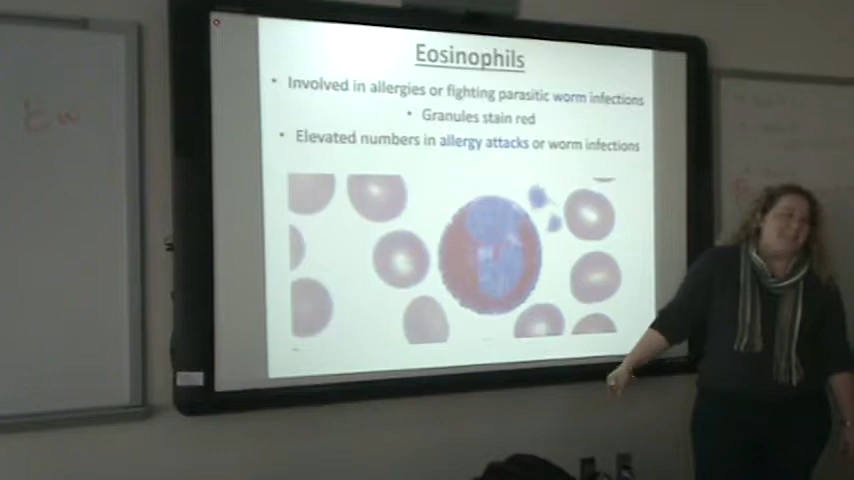 Eosinophils
• Involved in allergies or fighting parasitic worm infections
• Granules stain red
• Elevated numbers in allergy attacks or worm infections